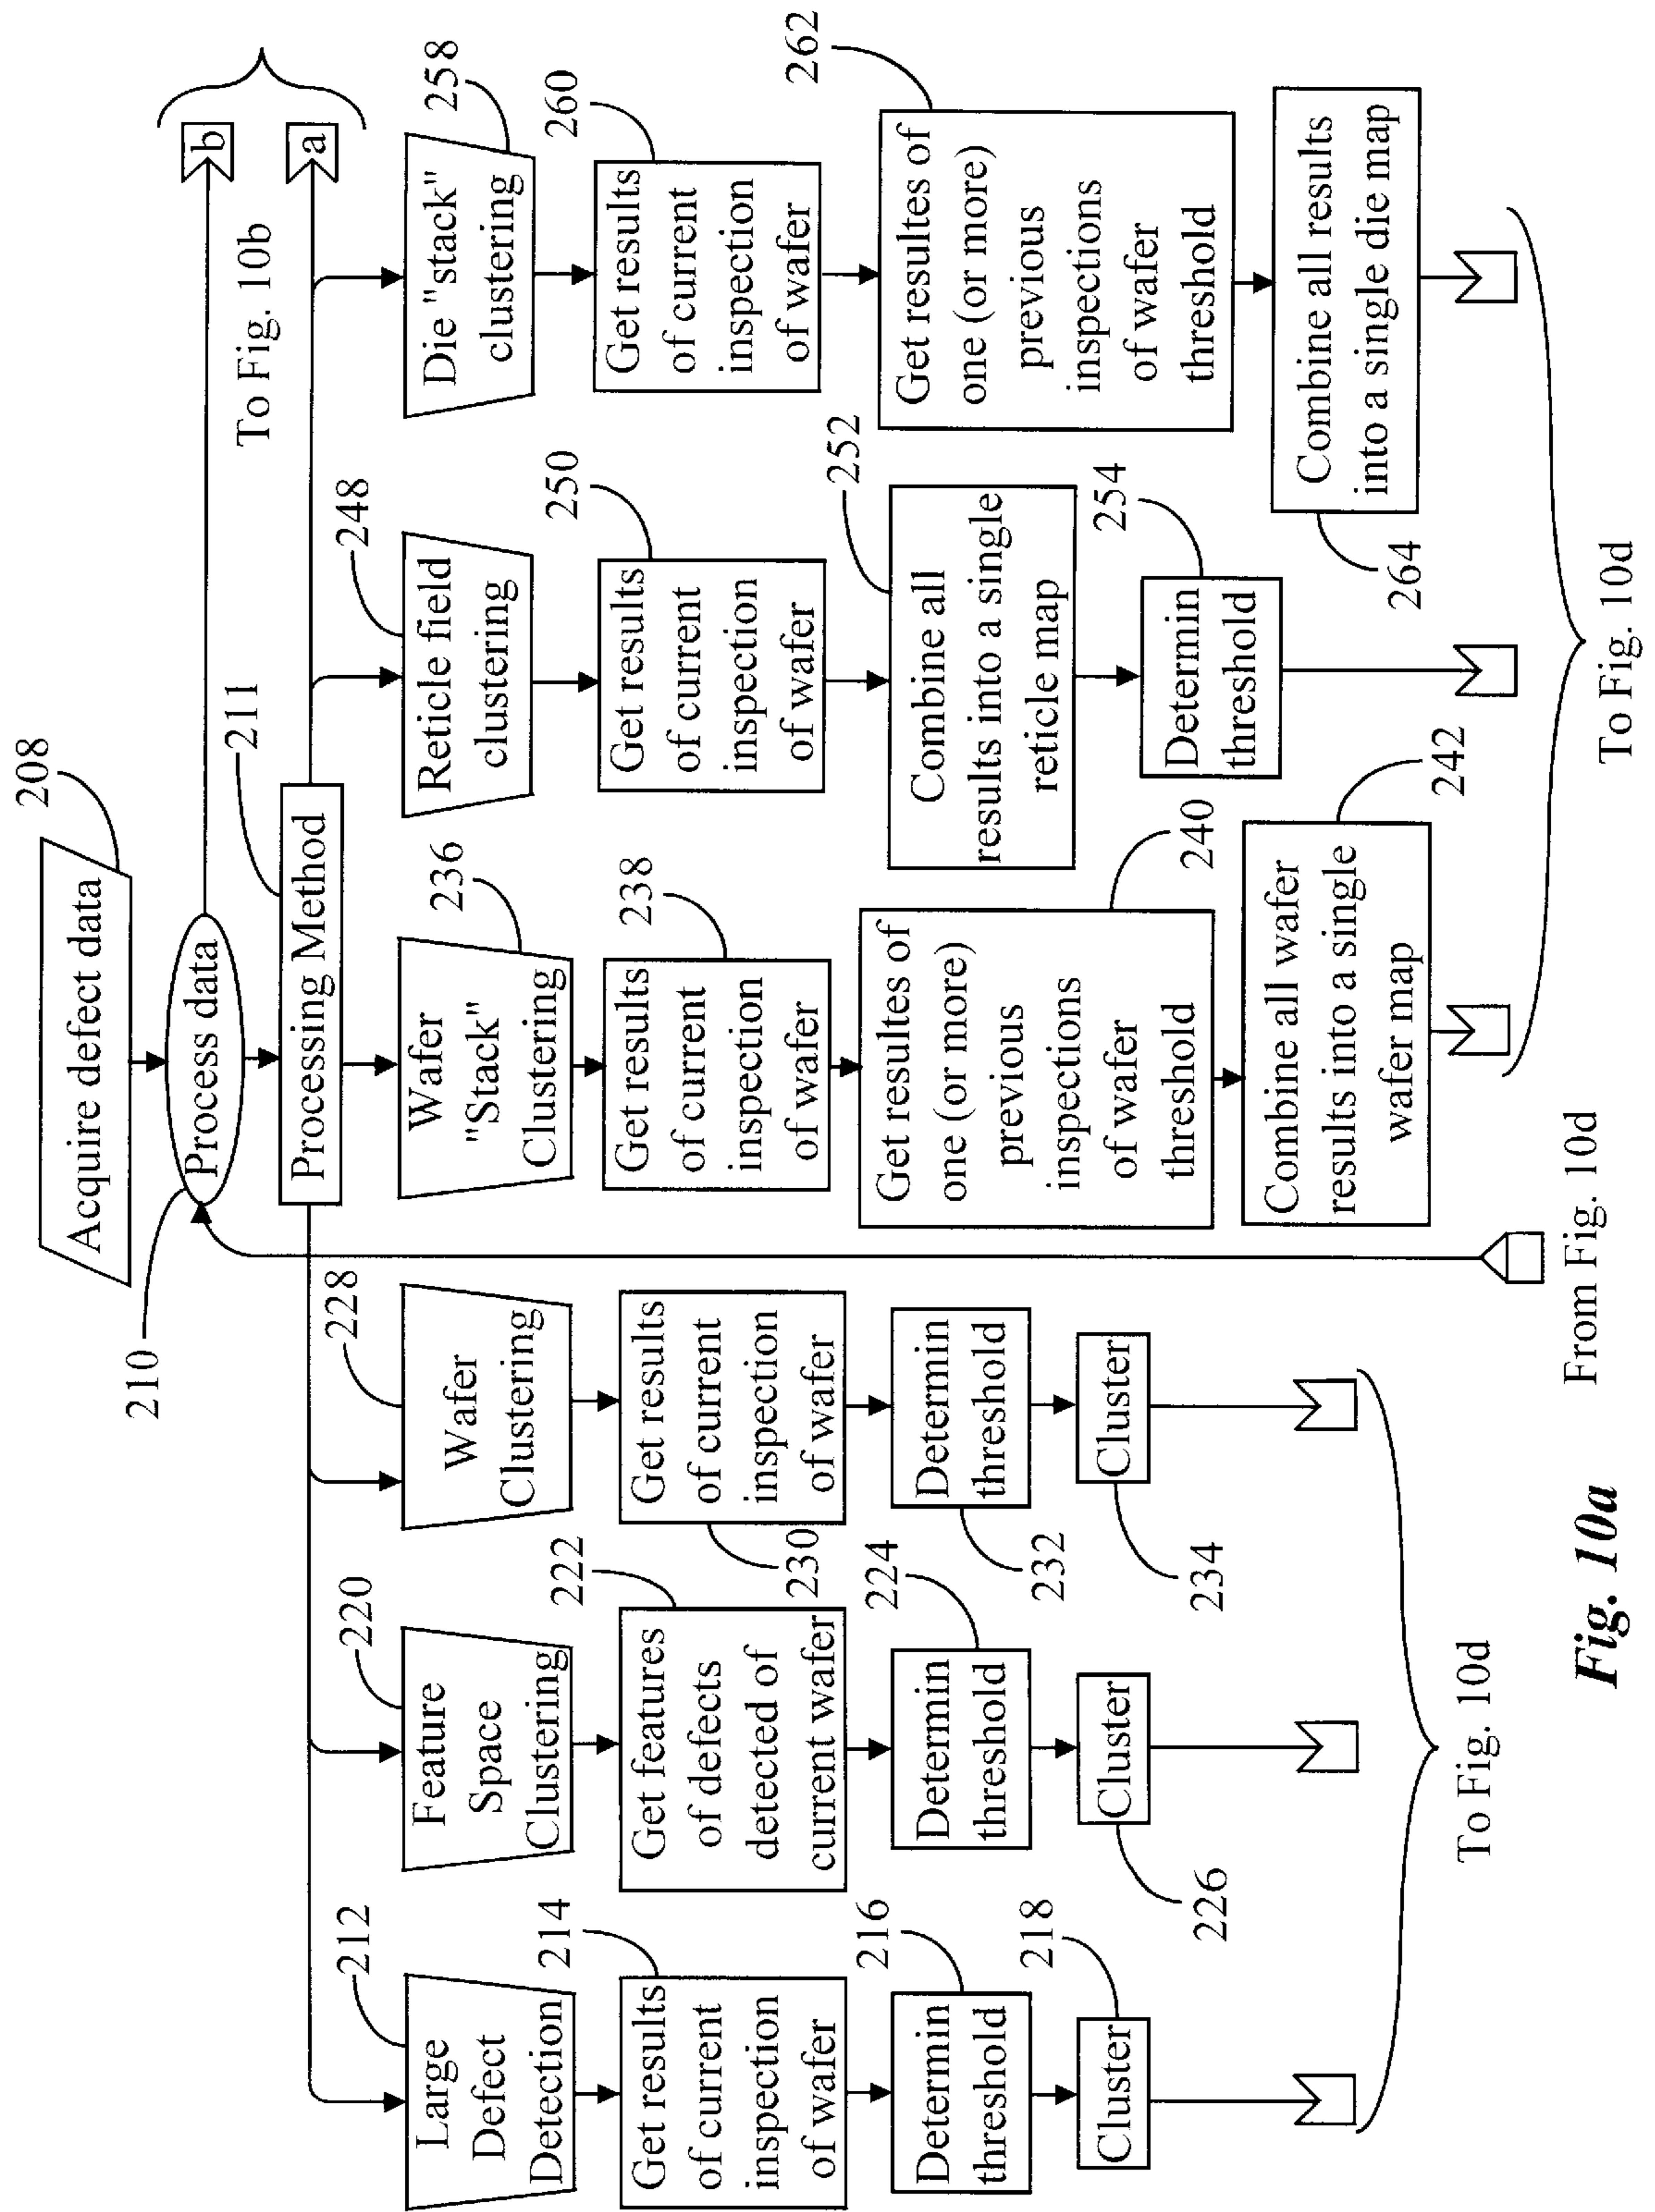 208
Acquire defect data
210
Process data
b
To Fig. 10b
211
Processing Method
a
212
Large
Defect
Detection
214
Get results
of current
inspection
of wafer
216
Determin
threshold
218
Cluster
220
Feature
Space
Clustering
222
Get features
of defects
detected of
current wafer
224
Determin
threshold
226
Cluster
228
Wafer
Clustering
230
Get results
of current
inspection
of wafer
232
Determin
threshold
234
Cluster
To Fig. 10d
From Fig. 10d
236
Wafer
"Stack"
Clustering
238
Get results
of current
inspection
of wafer
240
Get resultes of
one (or more)
previous
inspections
of wafer
threshold
242
Combine all wafer
results into a single
wafer map
248
Reticle field
clustering
250
Get results
of current
inspection
of wafer
252
Combine all
results into a single
reticle map
254
Determin
threshold
258
Die "stack"
clustering
260
Get results
of current
inspection
of wafer
262
Get resultes of
one (or more)
previous
inspections
of wafer
threshold
264
Combine all results
into a single die map
To Fig. 10d
Fig. 10a